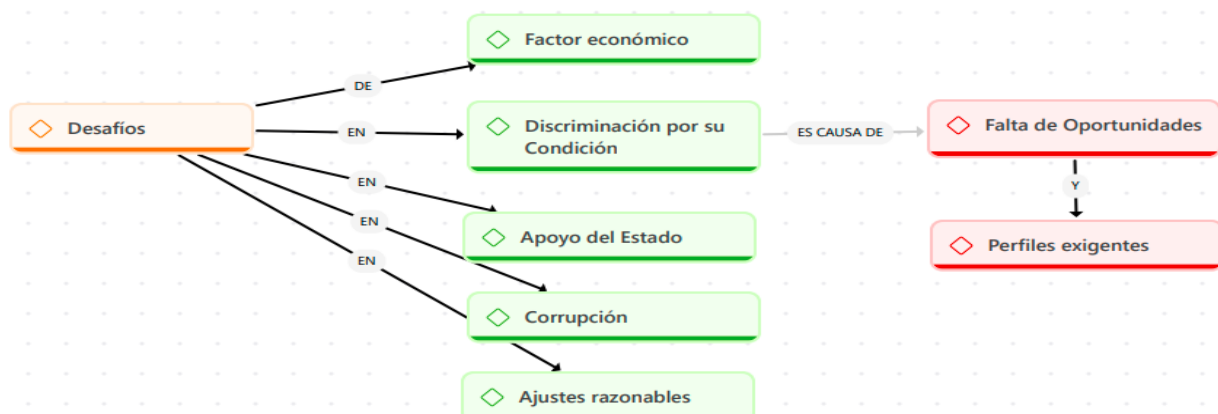 Factor económico
DE
Desafíos
EN
Discriminación por su
Condición
ES CAUSA DE
Falta de Oportunidades
EN
Y
EN
Apoyo del Estado
Perfiles exigentes
EN
Corrupción
Ajustes razonables